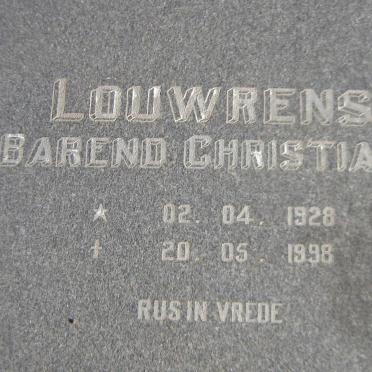 LOUWRENS
BAREND CHRISTIA
* 02. 04. 1928
† 20. 05. 1998
RUS IN VREDE